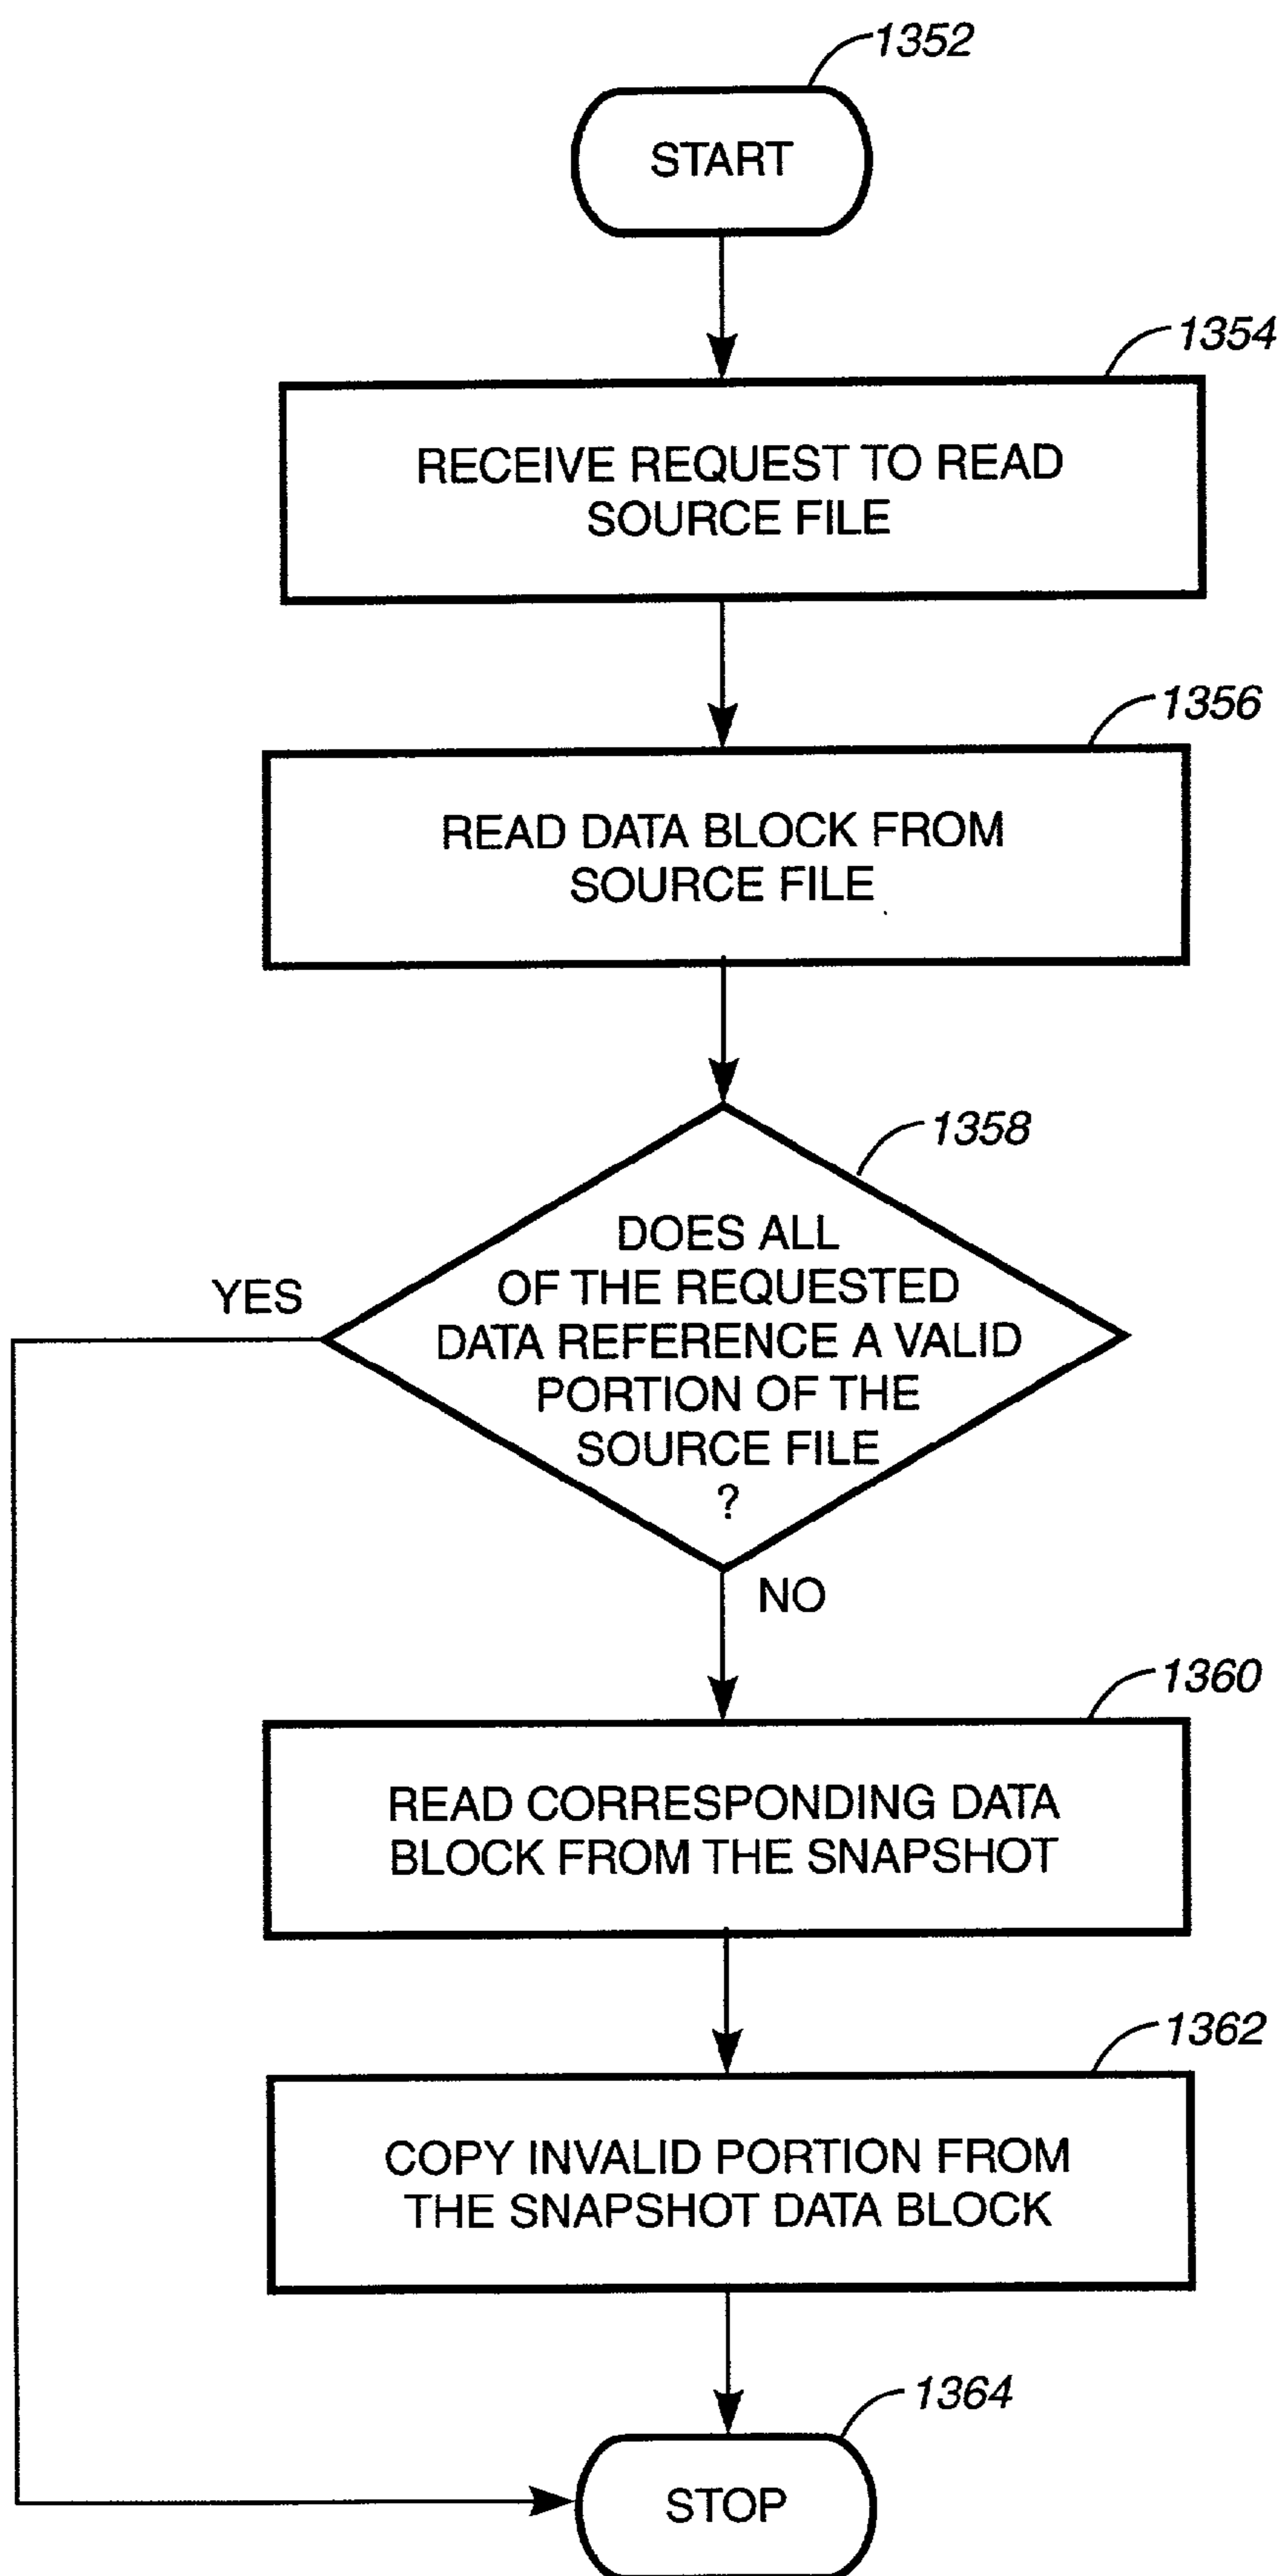 1352
START
1354
RECEIVE REQUEST TO READ
SOURCE FILE
1356
READ DATA BLOCK FROM
SOURCE FILE
1358
DOES ALL
OF THE REQUESTED
DATA REFERENCE A VALID
PORTION OF THE
SOURCE FILE
?
YES
NO
1360
READ CORRESPONDING DATA
BLOCK FROM THE SNAPSHOT
1362
COPY INVALID PORTION FROM
THE SNAPSHOT DATA BLOCK
1364
STOP